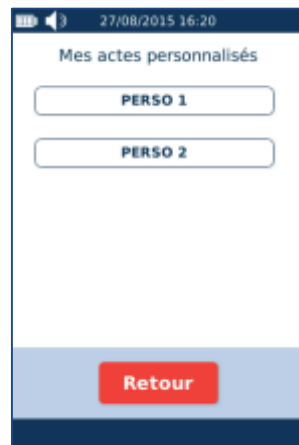 27/08/2015 16:20
Mes actes personnalisés
PERSO 1
PERSO 2
Retour